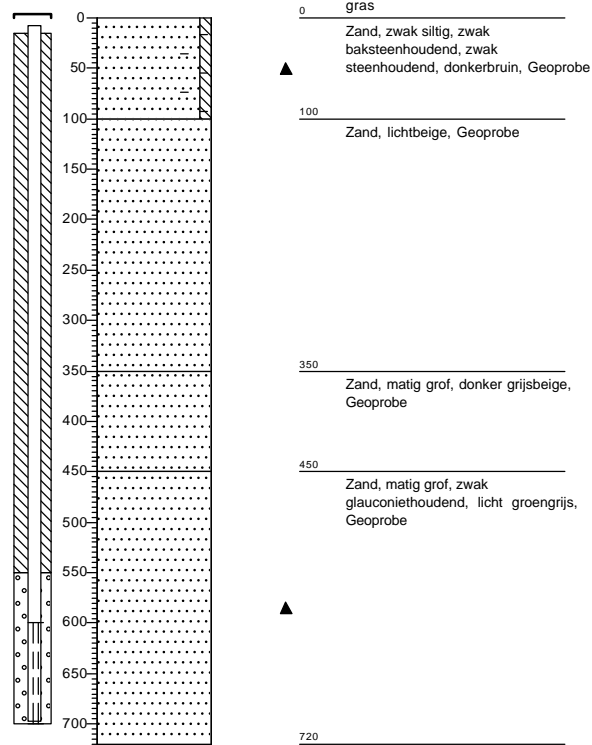 0
50
100
150
200
250
300
350
400
450
500
550
600
650
700
0
gras
Zand, zwak siltig, zwak
baksteenhoudend, zwak
steenhoudend, donkerbruin, Geoprobe
100
Zand, lichtbeige, Geoprobe
350
Zand, matig grof, donker grijsbeige,
Geoprobe
450
Zand, matig grof, zwak
glauconiethoudend, licht groengrijs,
Geoprobe
720